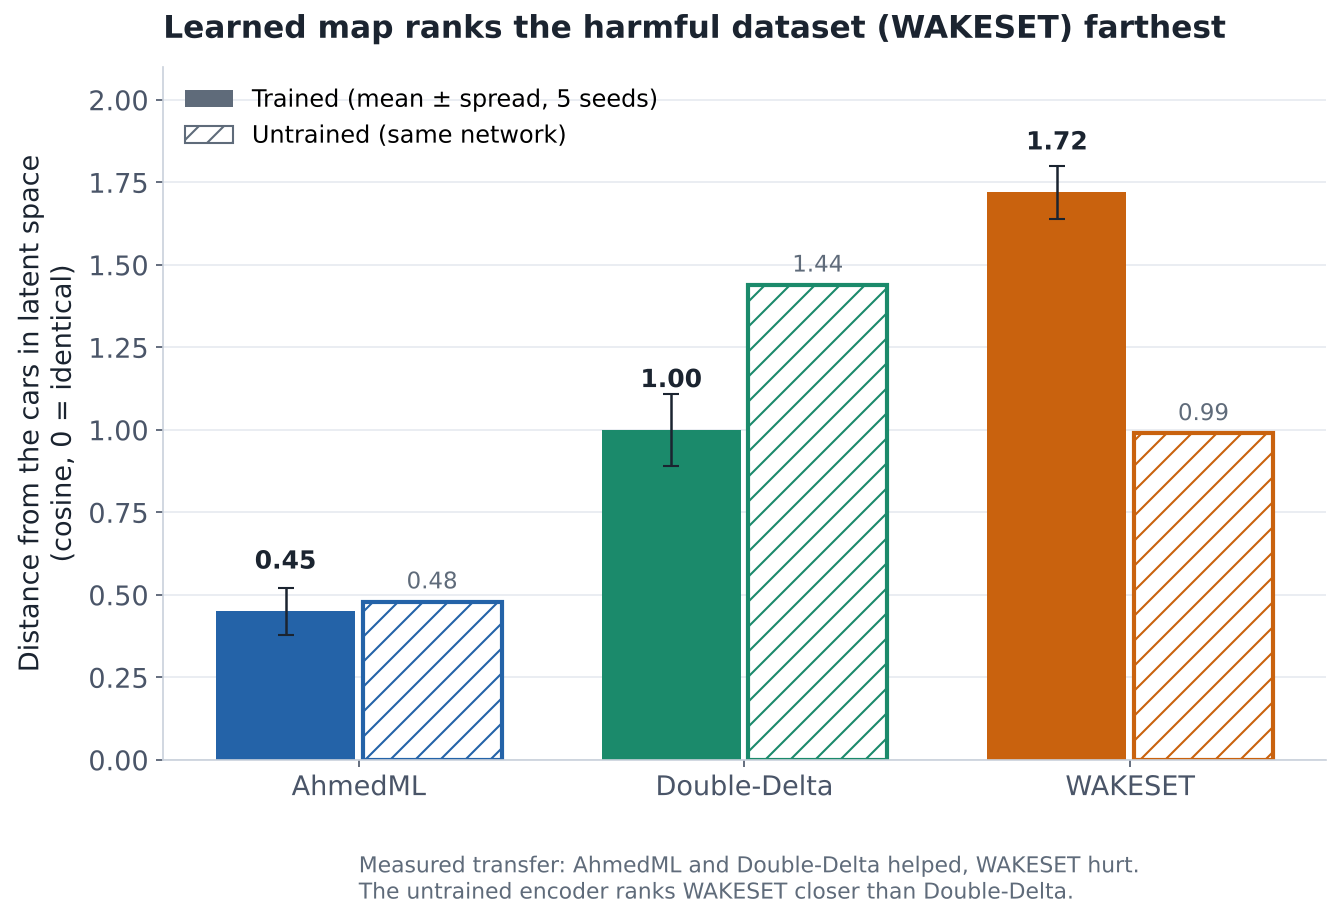 Learned map ranks the harmful dataset (WAKESET) farthest
Distance from the cars in latent space
(cosine, 0 = identical)
2.00
1.75
1.50
1.25
1.00
0.75
0.50
0.25
0.00
Trained (mean ± spread, 5 seeds)
Untrained (same network)
0.45
0.48
1.00
1.44
1.72
0.99
AhmedML
Double-Delta
WAKESET
Measured transfer: AhmedML and Double-Delta helped, WAKESET hurt.
The untrained encoder ranks WAKESET closer than Double-Delta.